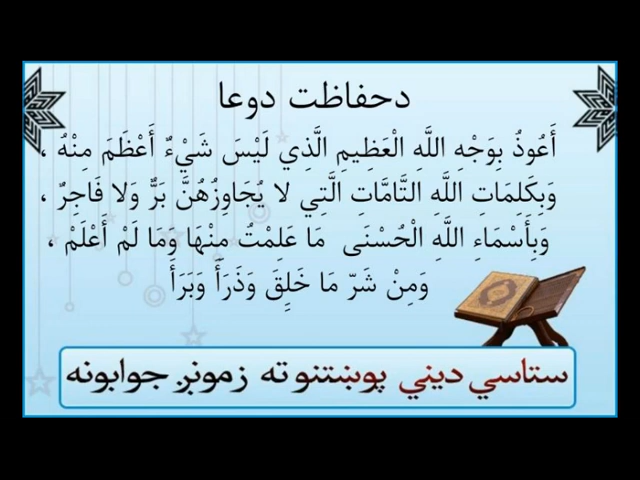 دحفاظت دوعا
أَعُوذُ بِوَجْهِ اللَّهِ الْعَظِيمِ الَّذِي لَيْسَ شَيْءٌ أَعْظَمَ مِنْهُ ،
وَبِكَلِمَاتِ اللَّهِ التَّامَّاتِ الَّتِي لا يُجَاوِزُهُنَّ بَرٌّ وَلا فَاجِرٌ ،
وَبِأَسْمَاءِ اللَّهِ الْحُسْنَى مَا عَلِمْتُ مِنْهَا وَمَا لَمْ أَعْلَمْ ،
وَمِنْ شَرِّ مَا خَلِقَ وَذَرَأَ وَبَرَأَ
ستاسي ديني پوښتنو ته زمونږ جوابونه